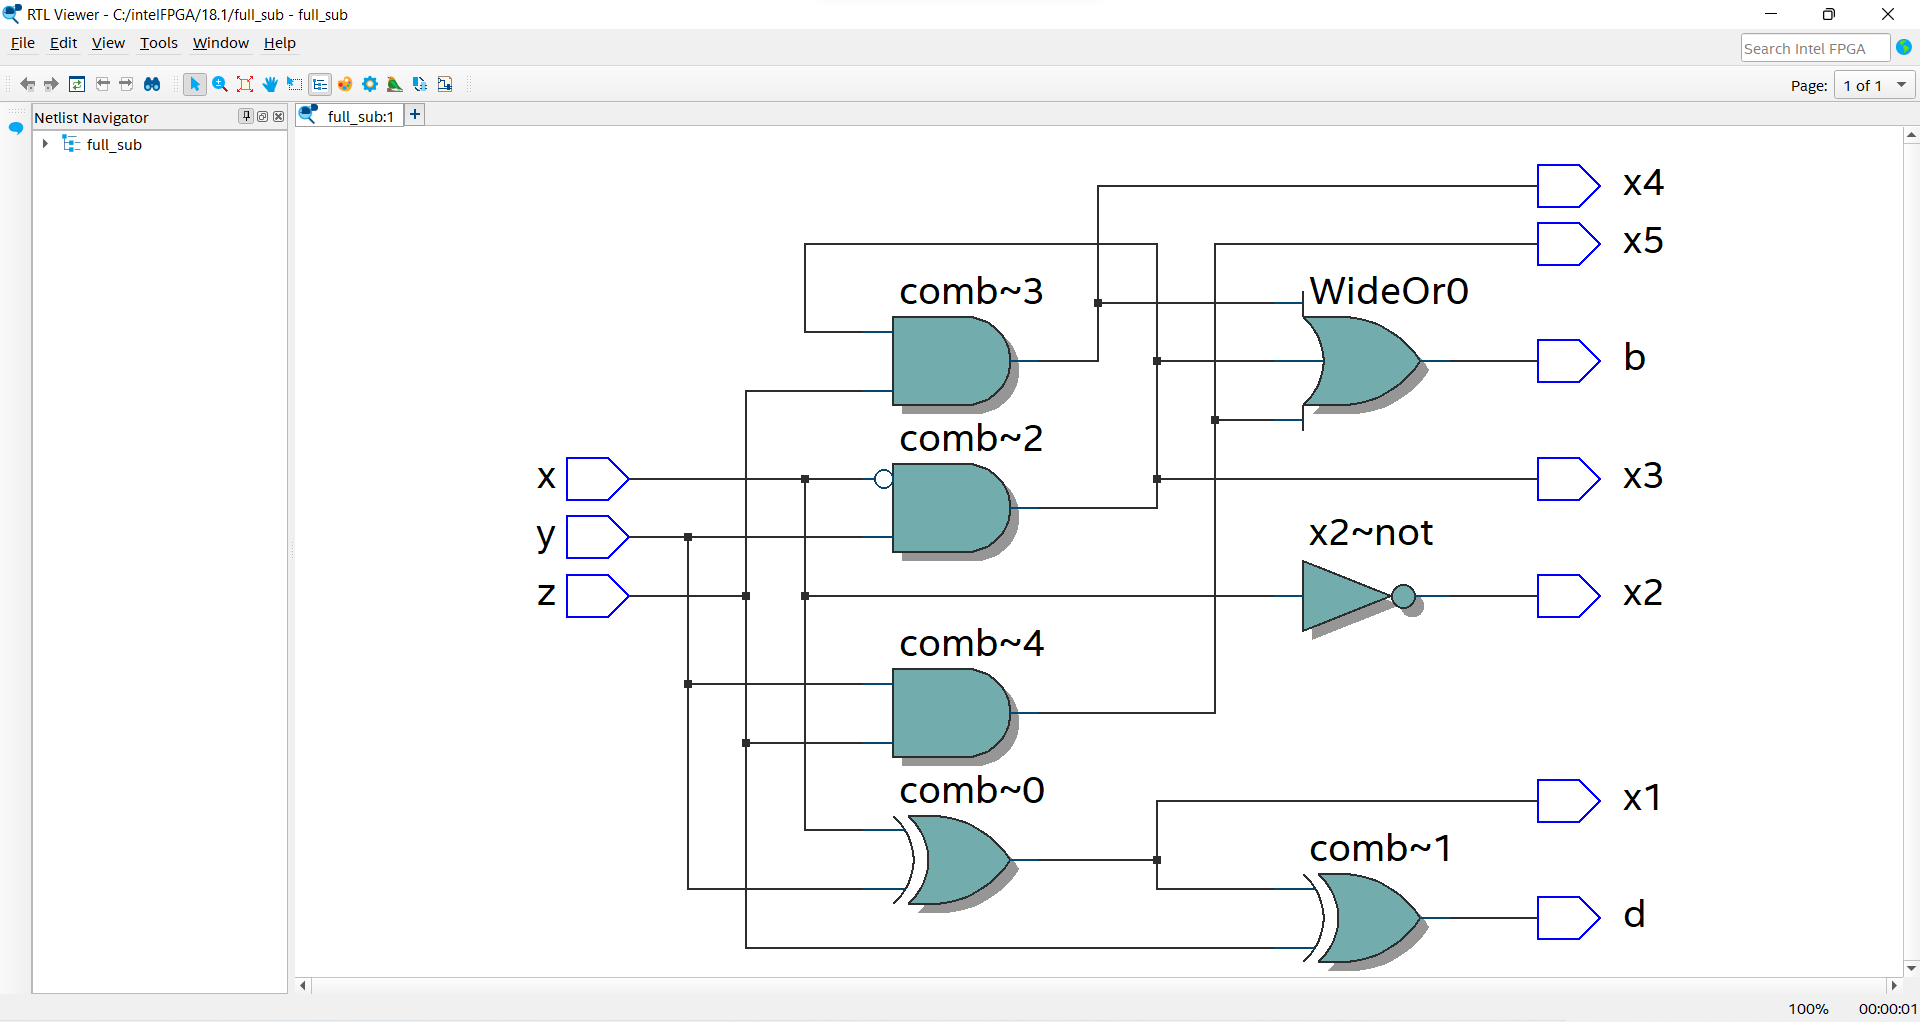 RTL Viewer - C:/intelFPGA/18.1/full_sub - full_sub
File Edit View Tools Window Help
Search Intel FPGA
Page: 1 of 1
Netlist Navigator
full_sub:1 +
full_sub
x4
x5
comb~3
WideOr0
b
comb~2
x
x3
y
x2~not
z
x2
comb~4
comb~0
x1
comb~1
d
100% 00:00:01